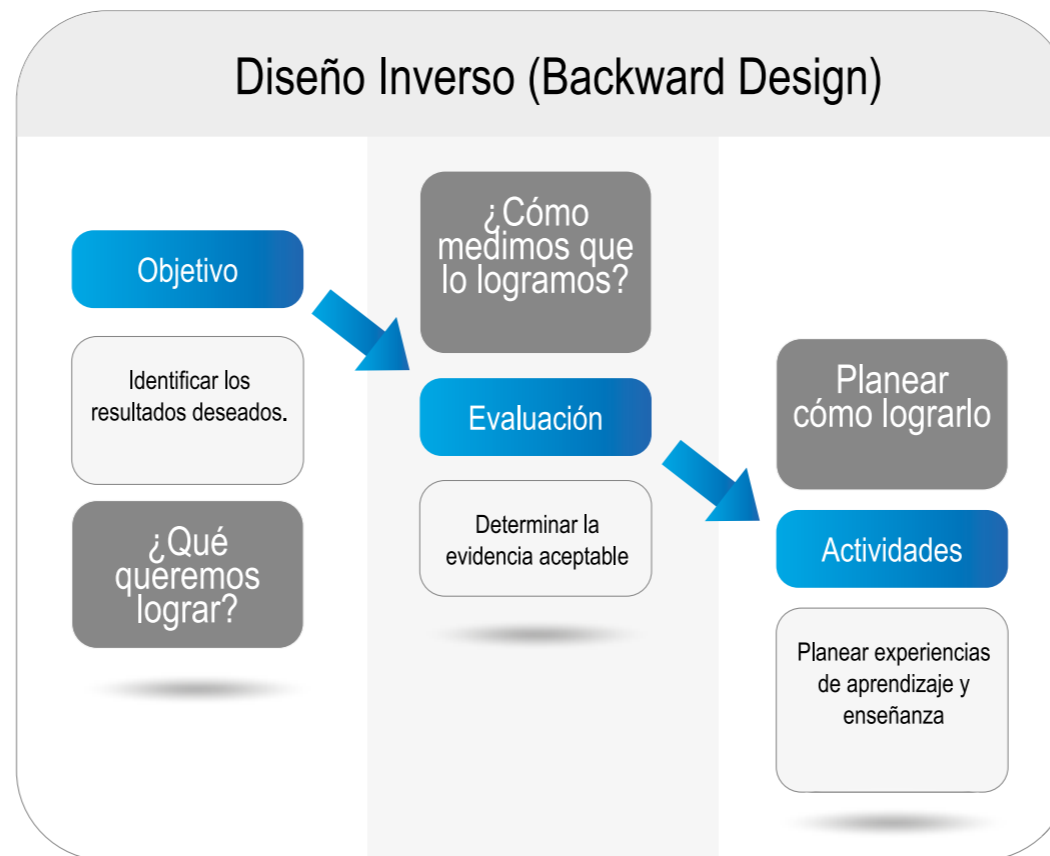 Diseño Inverso (Backward Design)
Objetivo
Identificar los
resultados deseados.
¿Qué
queremos
lograr?
¿Cómo
medimos que
lo logramos?
Evaluación
Determinar la
evidencia aceptable
Planear
cómo lograrlo
Actividades
Planear experiencias
de aprendizaje y
enseñanza